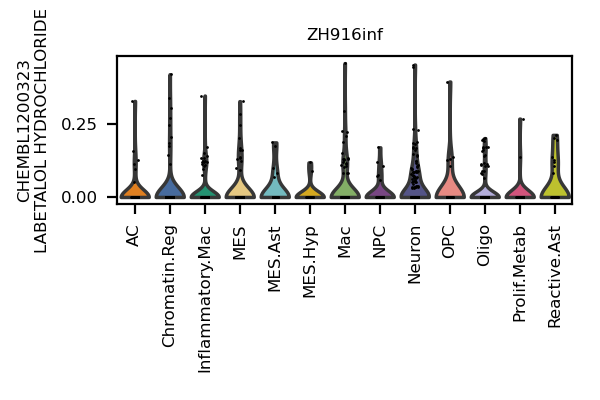 ZH916inf
CHEMBL1200323
LABETALOL HYDROCHLORIDE
0.25
0.00
AC
Chromatin.Reg
Inflammatory.Mac
MES
MES.Ast
MES.Hyp
Mac
NPC
Neuron
OPC
Oligo
Prolif.Metab
Reactive.Ast